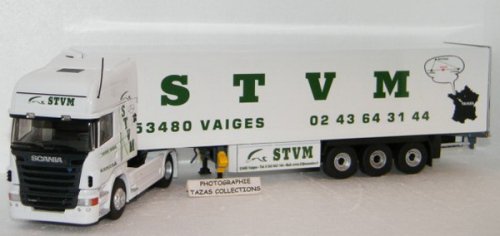 STVM
STVM
53480 VAIGES 02 43 64 31 44
STVM
SCANIA
PHOTOGRAPHIE
TAZAS COLLECTIONS